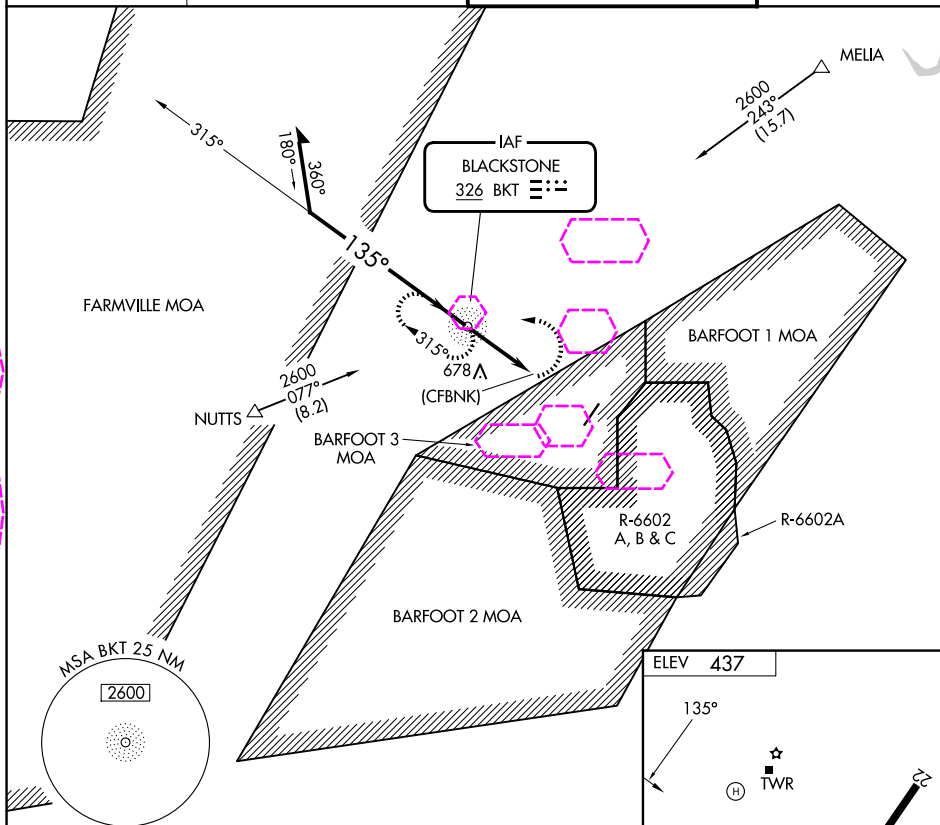 MELIA
2600
243°
(15.7)
315°
180°
360°
IAF
BLACKSTONE
326 BKT
135°
FARMVILLE MOA
BARFOOT 1 MOA
315°
678
(CFBNK)
2600
077°
(8.2)
NUTTS
BARFOOT 3
MOA
R-6602
A, B & C
R-6602A
BARFOOT 2 MOA
MSA BKT 25 NM
2600
ELEV 437
135°
TWR
H
22